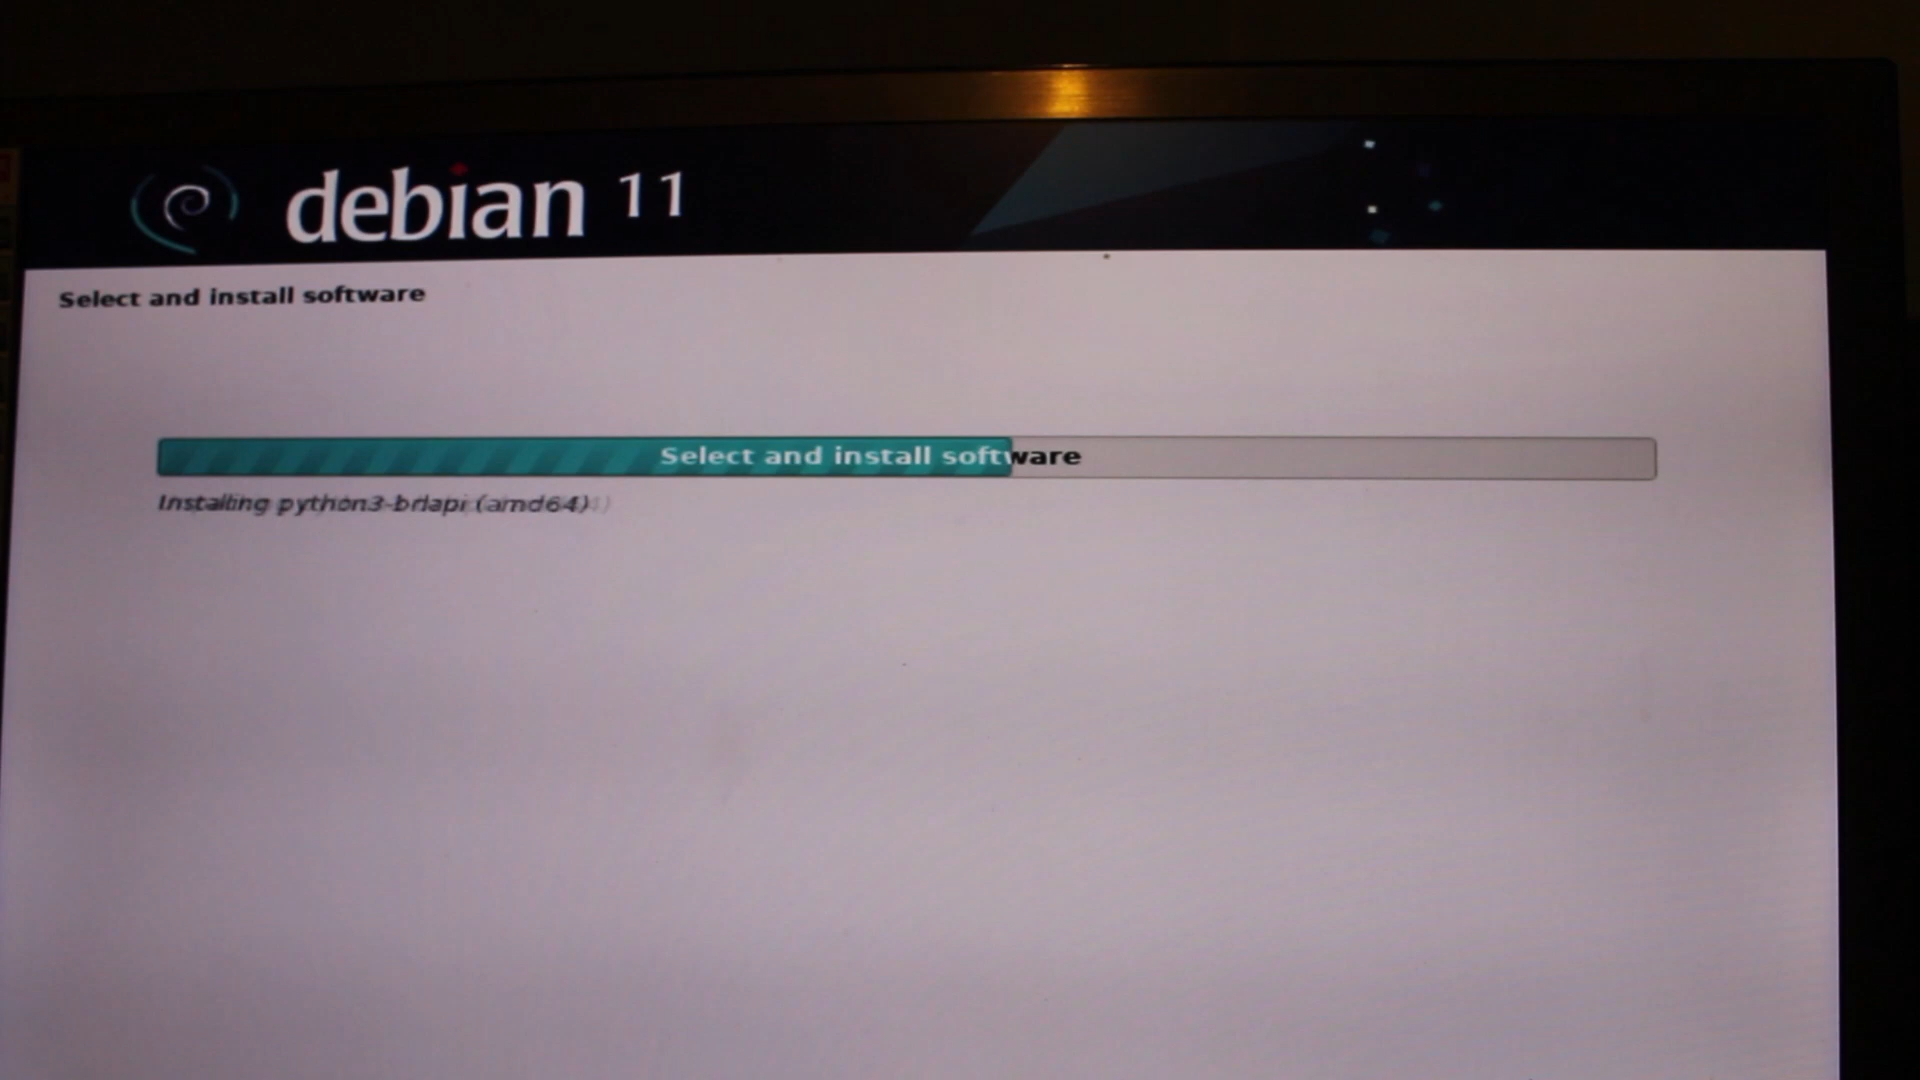 debian 11
Select and install software
Select and install software
Installing python3-brlapi (amd64)